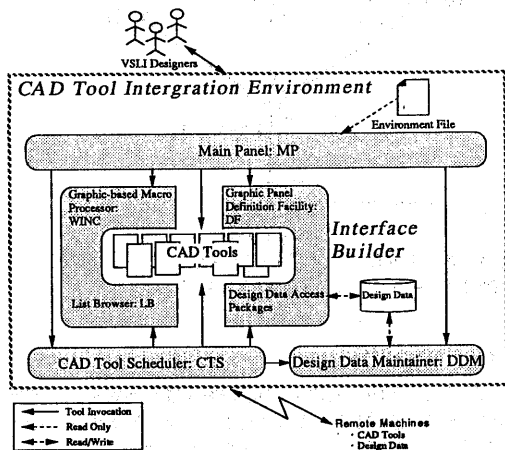 VSLI Designers
CAD Tool Intergration Environment
Environment File
Main Panel: MP
Graphic-based Macro
Processor:
WINC
Graphic Panel
Definition Facility:
DF
Interface
Builder
CAD Tools
List Browser: LB
Design Data Access
Packages
Design Data
CAD Tool Scheduler: CTS
Design Data Maintainer: DDM
Tool Invocation
Read Only
Read/Write
Remote Machines
· CAD Tools
· Design Data